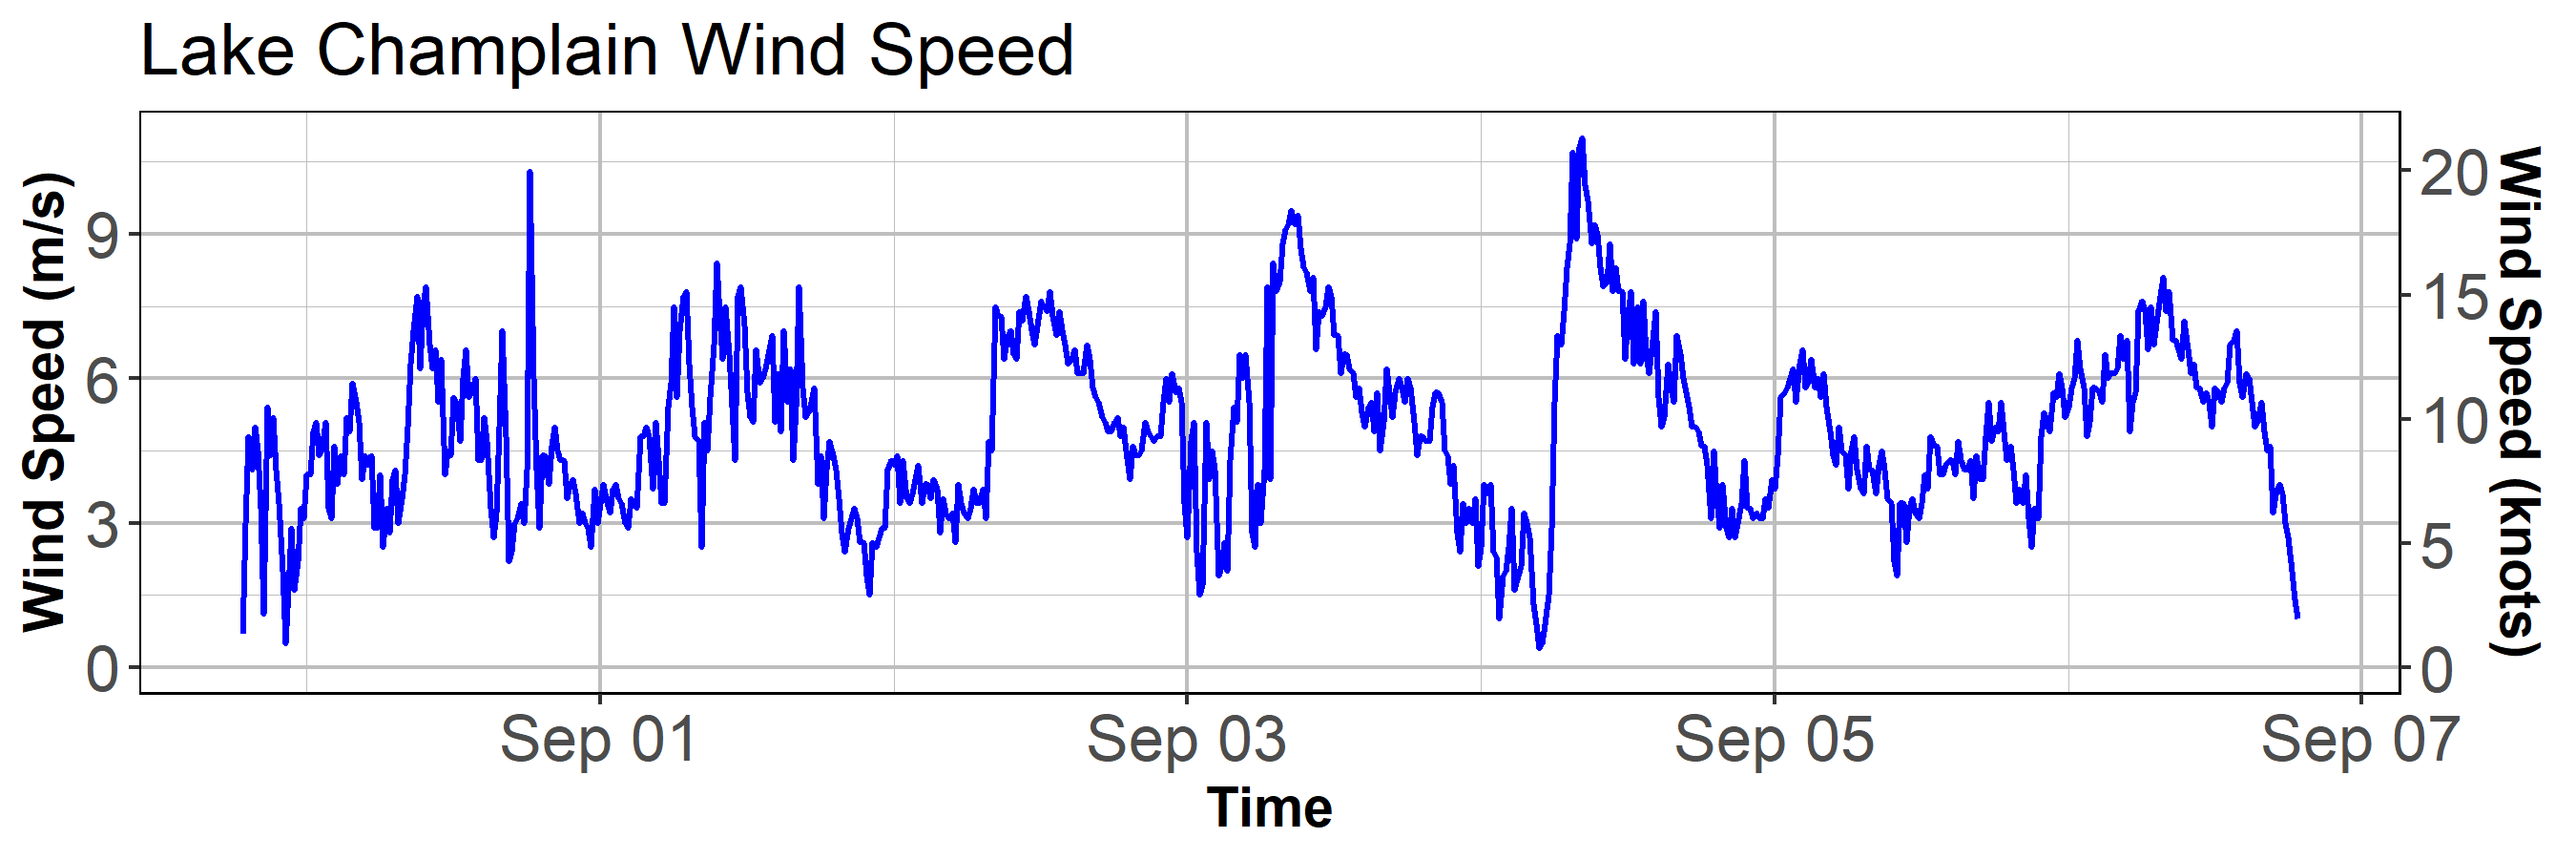 Lake Champlain Wind Speed
Wind Speed (m/s)
9
6
3
0
20
15
10
5
0
Wind Speed (knots)
Sep 01
Sep 03
Sep 05
Sep 07
Time